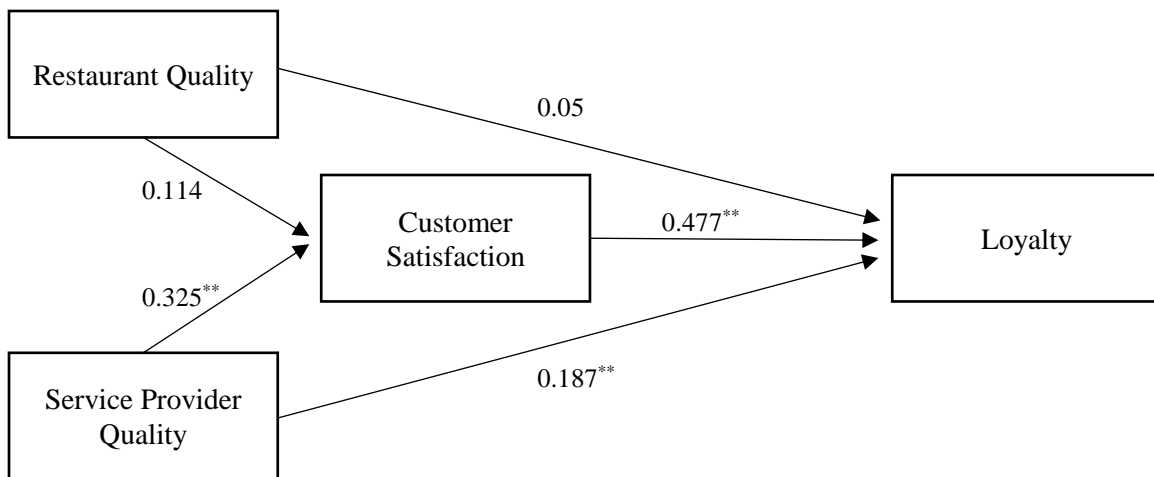 Restaurant Quality
0.05
0.114
Customer
Satisfaction
0.477**
Loyalty
0.325**
0.187**
Service Provider
Quality